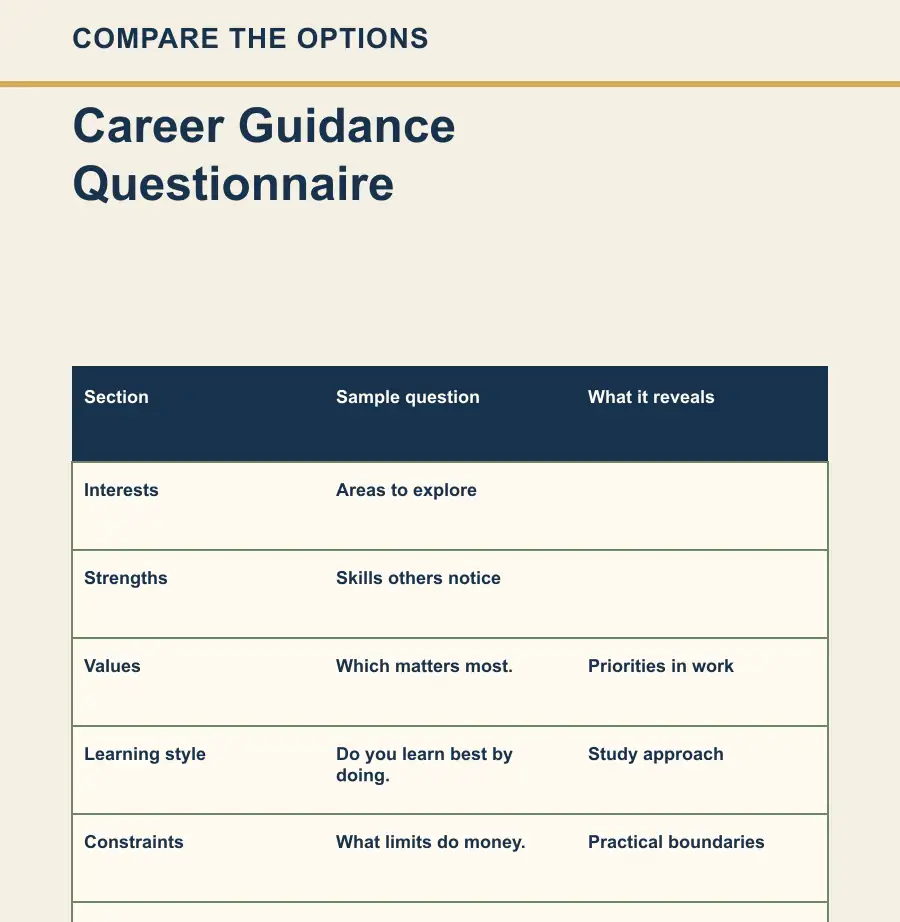 COMPARE THE OPTIONS
Career Guidance
Questionnaire
Section Sample question What it reveals
Interests Areas to explore
Strengths Skills others notice
Values Which matters most. Priorities in work
Learning style Do you learn best by Study approach
doing.
Constraints What limits do money. Practical boundaries